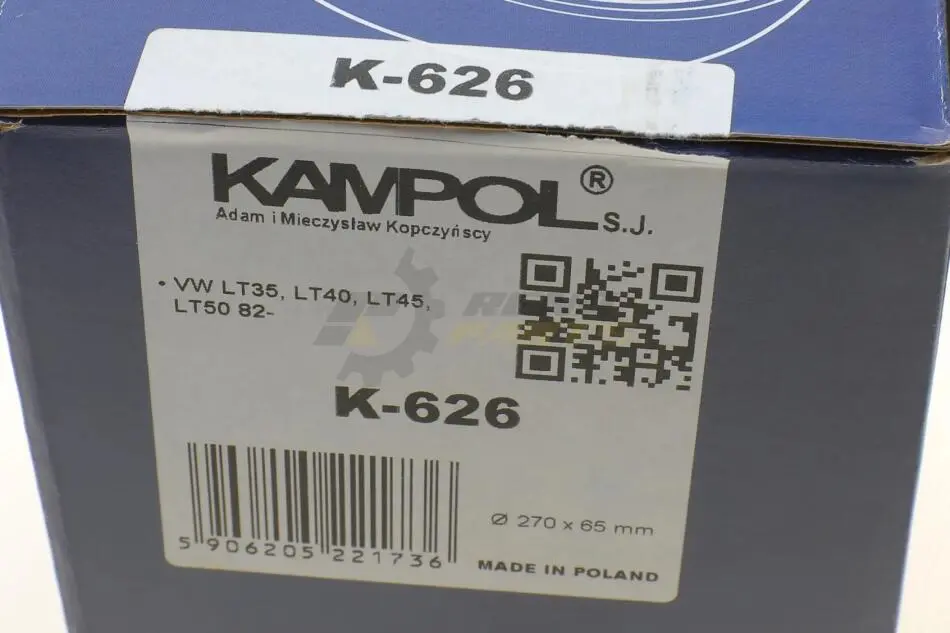 K-626
KAMPOL® S.J.
Adam i Mieczysław Kopczyńscy
• VW LT35, LT40, LT45,
LT50 82-
K-626
5 906205 221736
Ø 270 x 65 mm
MADE IN POLAND